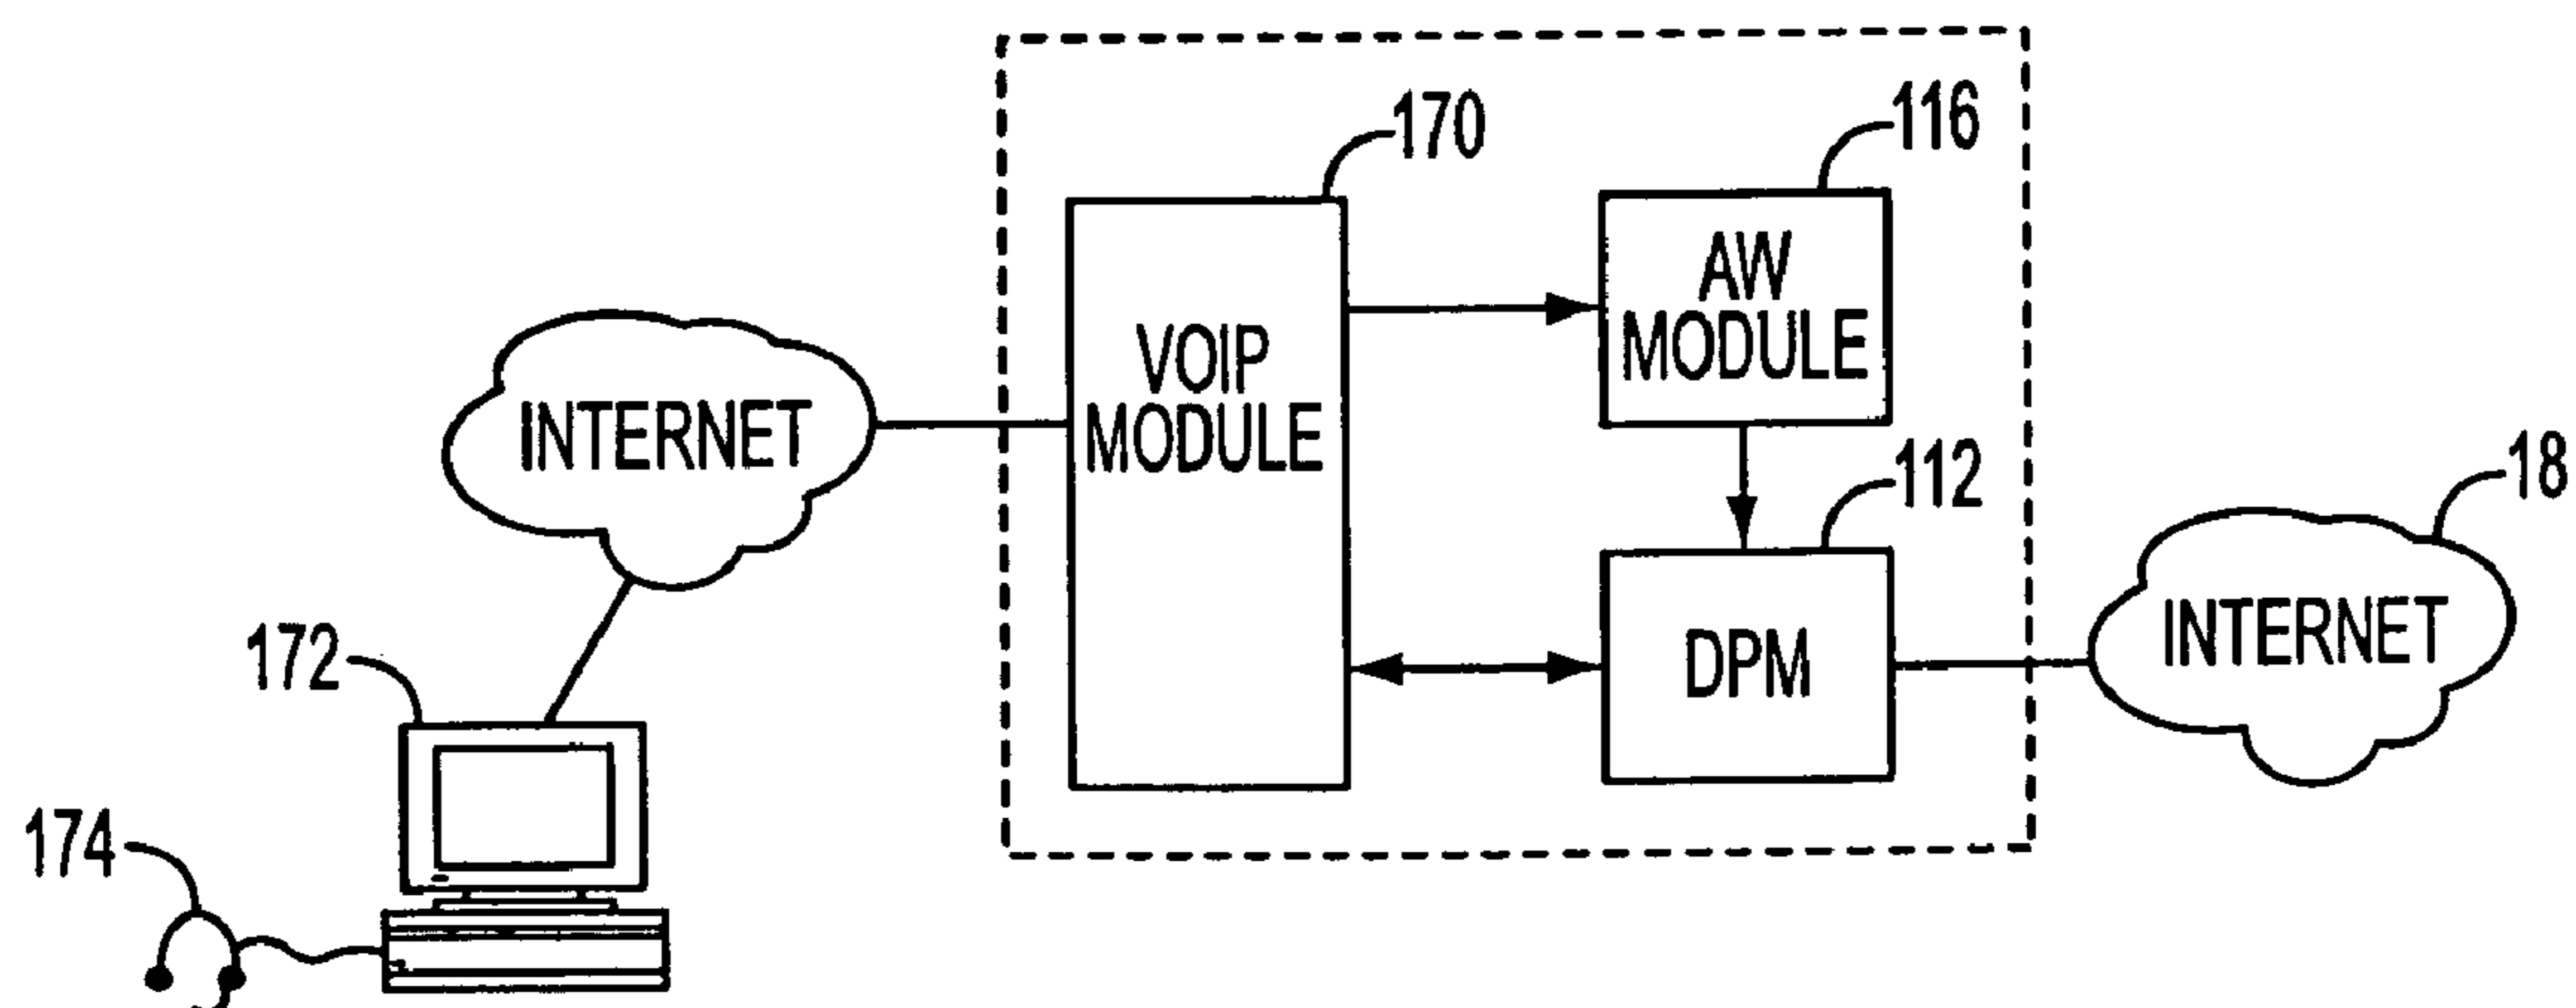 170
116
AW
MODULE
VOIP
MODULE
INTERNET
112
18
DPM
INTERNET
172
174